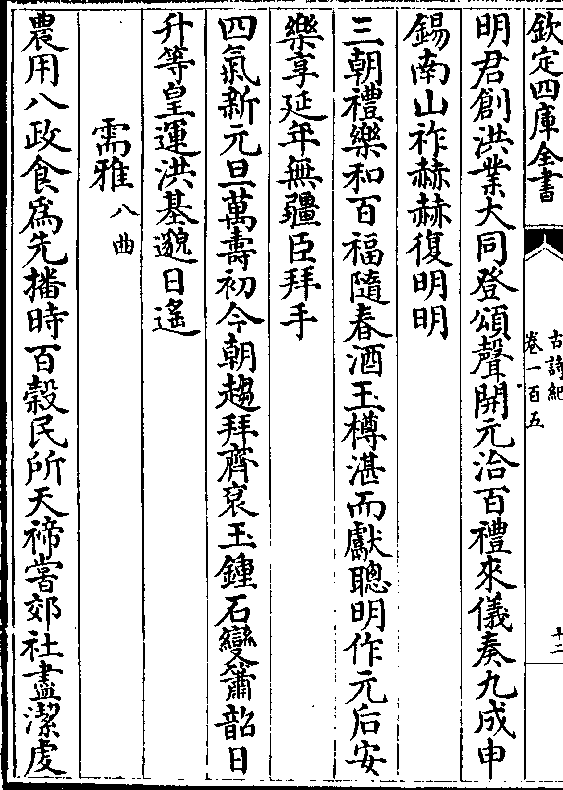 欽定四庫全書
古詩紀
卷一百五
十二
明君創洪業大同登頌聲開元洽百禮來儀奏九成申
錫南山祚赫赫復明明
三朝禮樂和百福隨春酒玉樽湛而獻聰明作元后安
樂享延年無疆臣拜手
四氣新元旦萬壽初今朝趨拜齊袞玉鍾石變簫韶日
升等皇運洪基邈日遙
需雅八曲
農用八政食為先播時百穀民所天禘嘗郊社盡潔虔